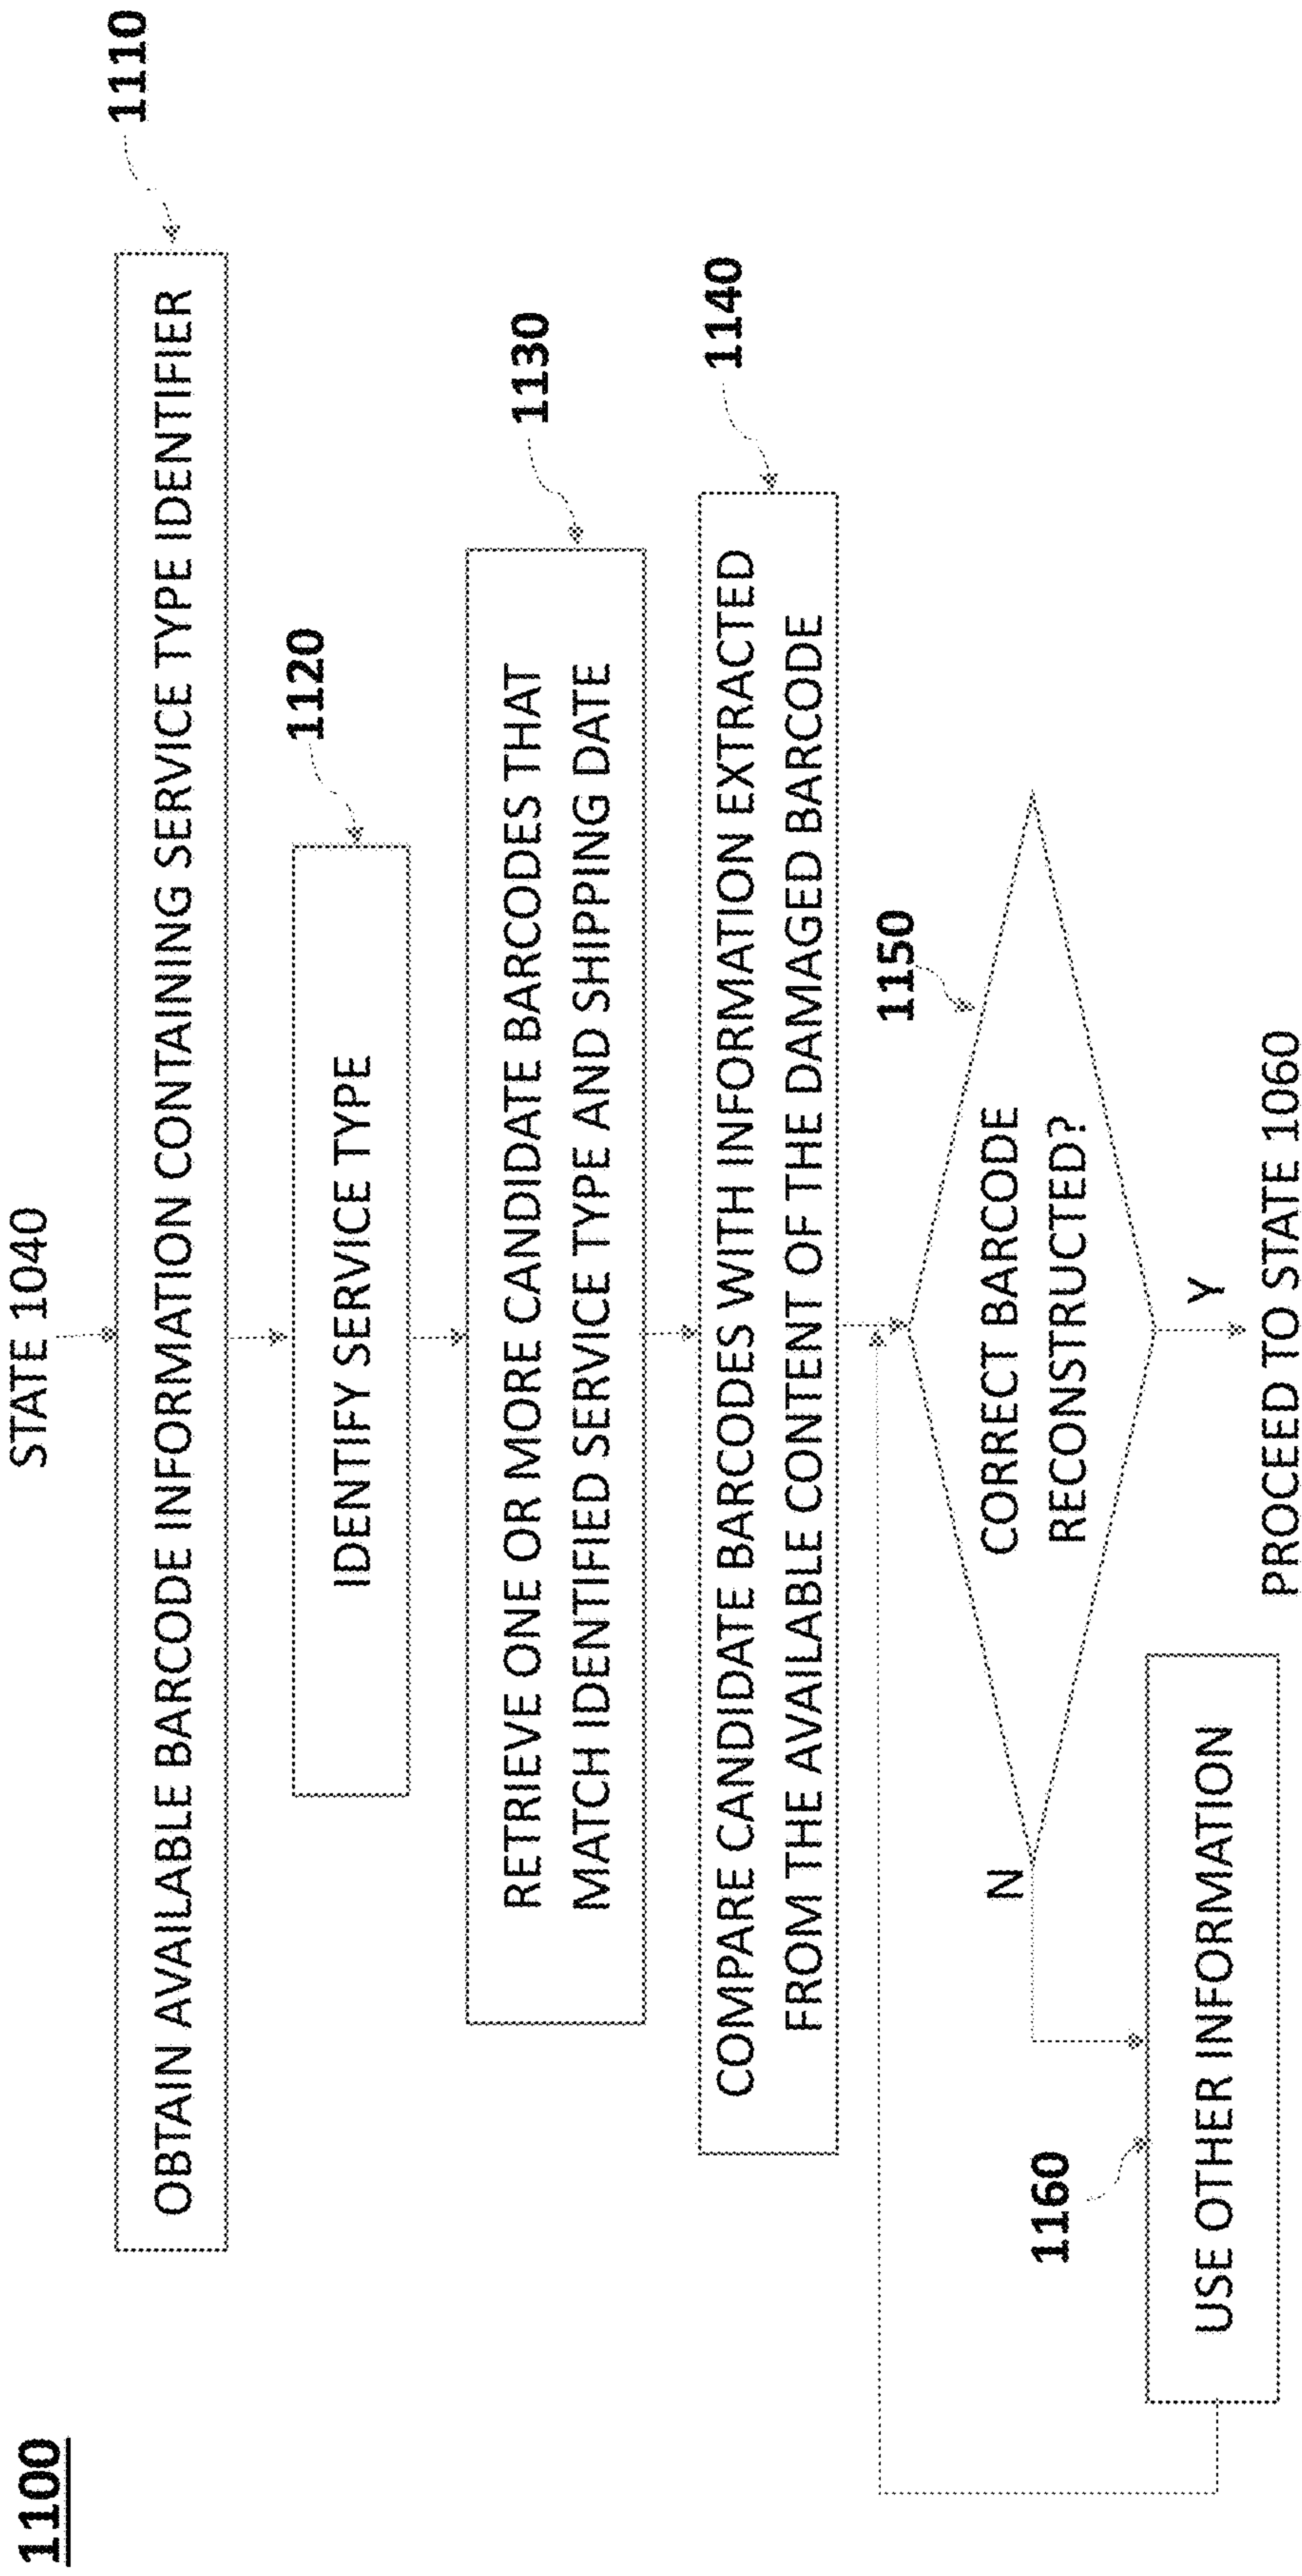 1100
STATE 1040
1110
OBTAIN AVAILABLE BARCODE INFORMATION CONTAINING SERVICE TYPE IDENTIFIER
1120
IDENTIFY SERVICE TYPE
1130
RETRIEVE ONE OR MORE CANDIDATE BARCODES THAT
MATCH IDENTIFIED SERVICE TYPE AND SHIPPING DATE
1140
COMPARE CANDIDATE BARCODES WITH INFORMATION EXTRACTED
FROM THE AVAILABLE CONTENT OF THE DAMAGED BARCODE
1150
CORRECT BARCODE
RECONSTRUCTED?
N
Y
1160
USE OTHER INFORMATION
PROCEED TO STATE 1060